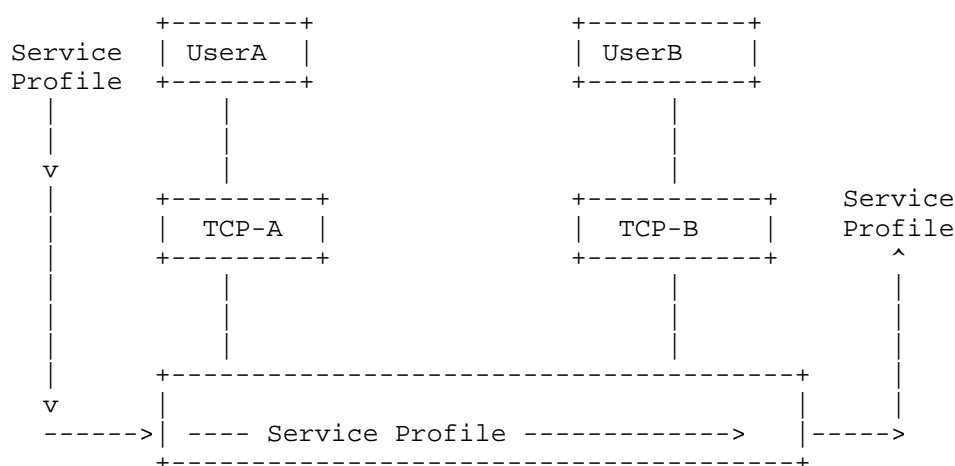 Service UserA UserB
Profile
v
TCP-A TCP-B Service
Profile
v
Service Profile